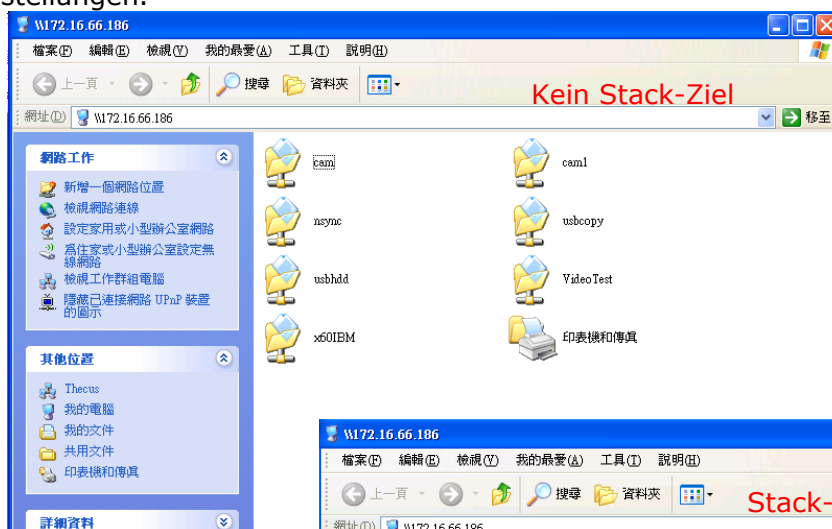 stellungen.
\\172.16.66.186
檔案(F) 編輯(E) 檢視(V) 我的最愛(A) 工具(T) 說明(H)
上一頁 搜尋 資料夾
Kein Stack-Ziel
網址(D) \\172.16.66.186 移至
網路工作
新增一個網路位置
檢視網路連線
設定家用或小型辦公室網路
爲住家或小型辦公室設定無
線網路
檢視工作群組電腦
隱藏已連接網路 UPnP 裝置
的圖示
其他位置
Thecus
我的電腦
我的文件
共用文件
印表機和傳真
詳細資料
cam
cam1
nsync
usbcopy
usbhdd
VideoTest
x60IBM
印表機和傳真
\\172.16.66.186
檔案(F) 編輯(E) 檢視(V) 我的最愛(A) 工具(T) 說明(H)
上一頁 搜尋 資料夾
Stack-
網址(D) \\172.16.66.186